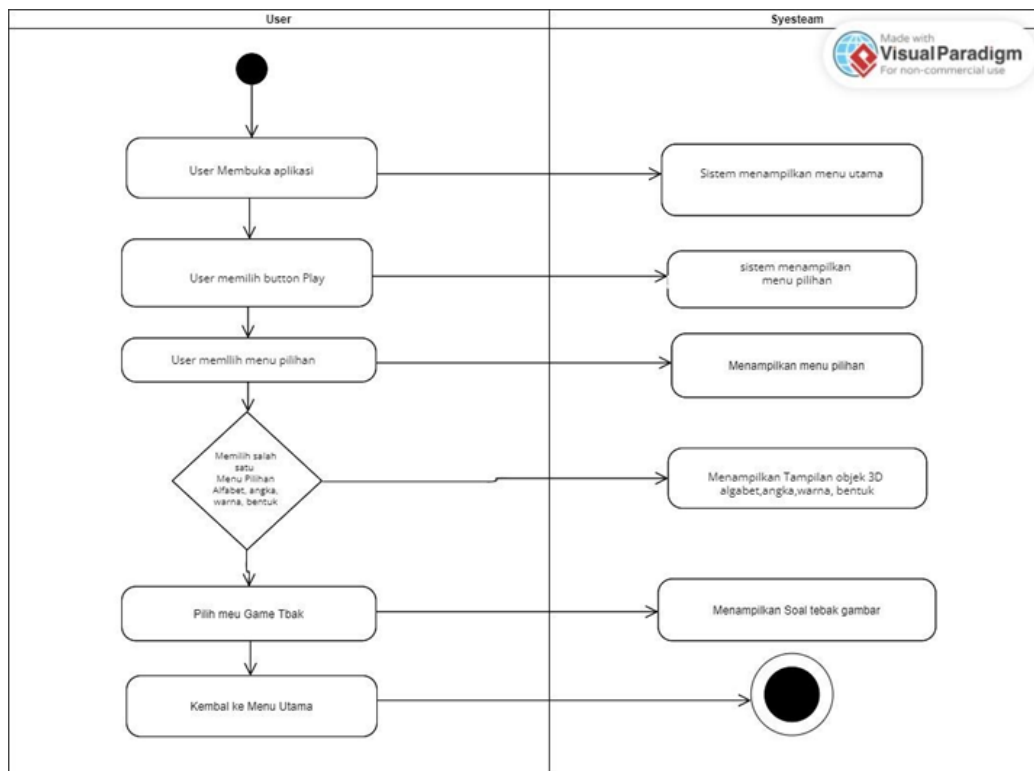 User
Syesteam
Made with
VisualParadigm
For non-commercial use
User Membuka aplikasi
Sistem menampilkan menu utama
User memilih button Play
sistem menampilkan
menu pilihan
User memIlih menu pilihan
Menampilkan menu pilihan
Memilih salah
satu
Menu Pilihan
Alfabet, angka,
warna, bentuk
Menampilkan Tampilan objek 3D
algabet,angka,warna, bentuk
Pilih meu Game Tbak
Menampilkan Soal tebak gambar
Kembal ke Menu Utama